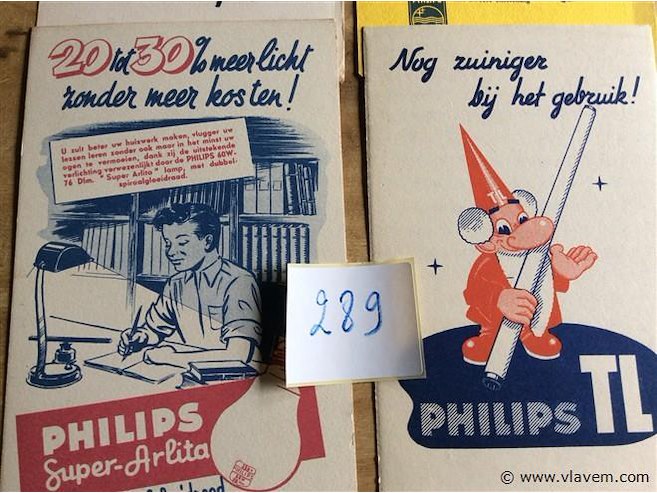 20 tot 30% meer licht
zonder meer kosten!
U zult beter uw huiswerk maken, vlugger uw
lessen leren zonder ook maar in het minst uw
ogen te vermoeien, dank zij de uitstekende
verlichting verwezenlijkt door de PHILIPS 60W-
76 Dlm. "Super Arlita" lamp, met dubbel-
spiraalgloeidraad.
PHILIPS
Super-Arlita
289
Nog zuiniger
bij het gebruik!
TL
PHILIPS TL
© www.vlavem.com